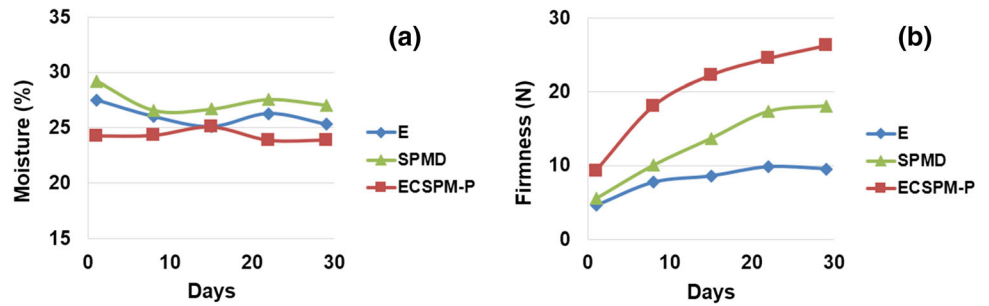 (a)
Moisture (%)
35
30
25
20
15
0 10 20 30
Days
E
SPMD
ECSPM-P
(b)
Firmness (N)
30
20
10
0
0 10 20 30
Days
E
SPMD
ECSPM-P